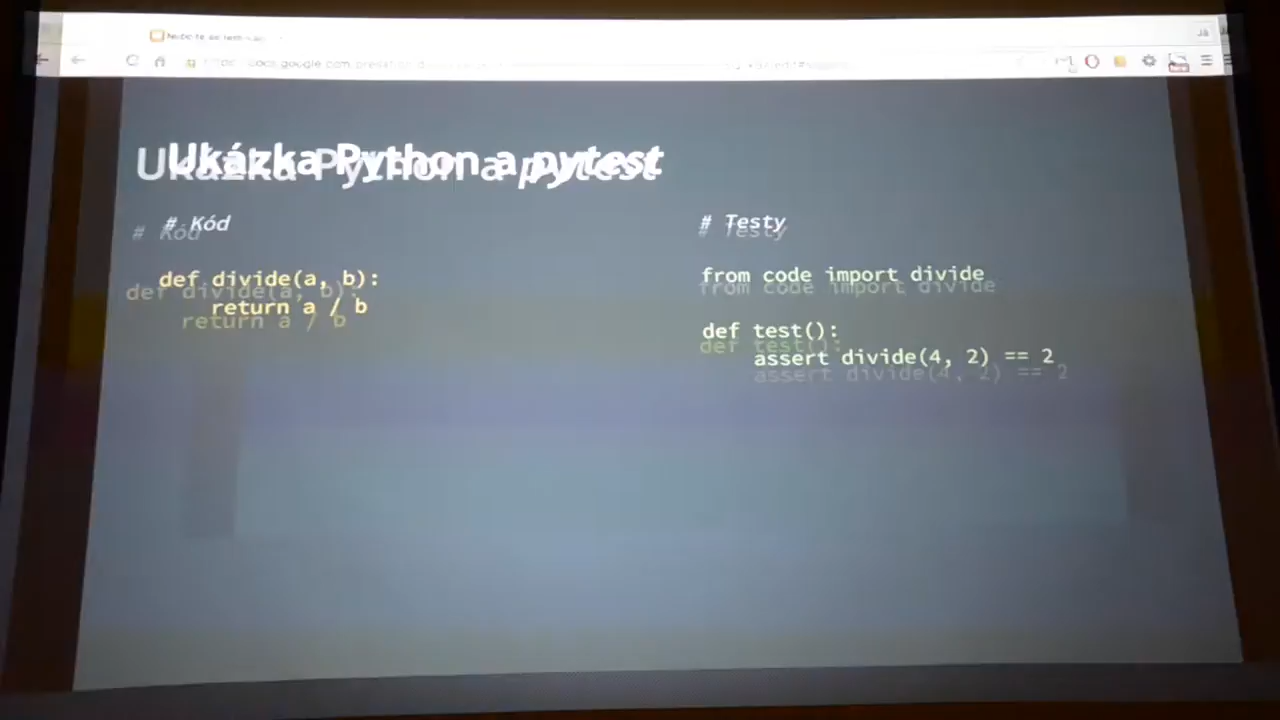 Ukázka Python a pytest
# Kód
def divide(a, b):
    return a / b
# Testy
from code import divide
def test():
    assert divide(4, 2) == 2